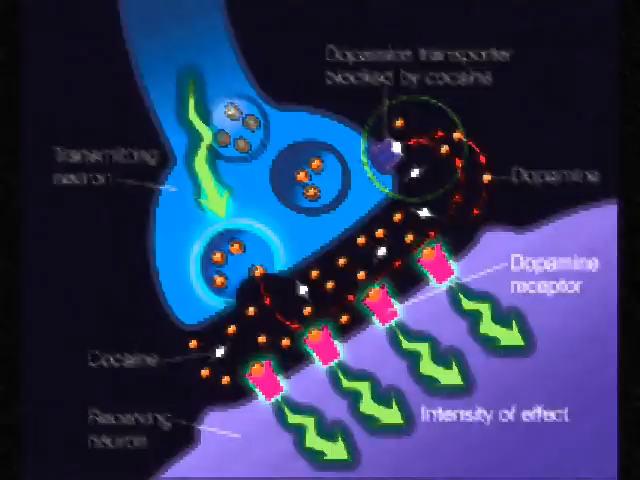 Dopamine transporter
blocked by cocaine
Transmitting
neuron
Dopamine
Dopamine
receptor
Cocaine
Intensity of effect
Receiving
neuron